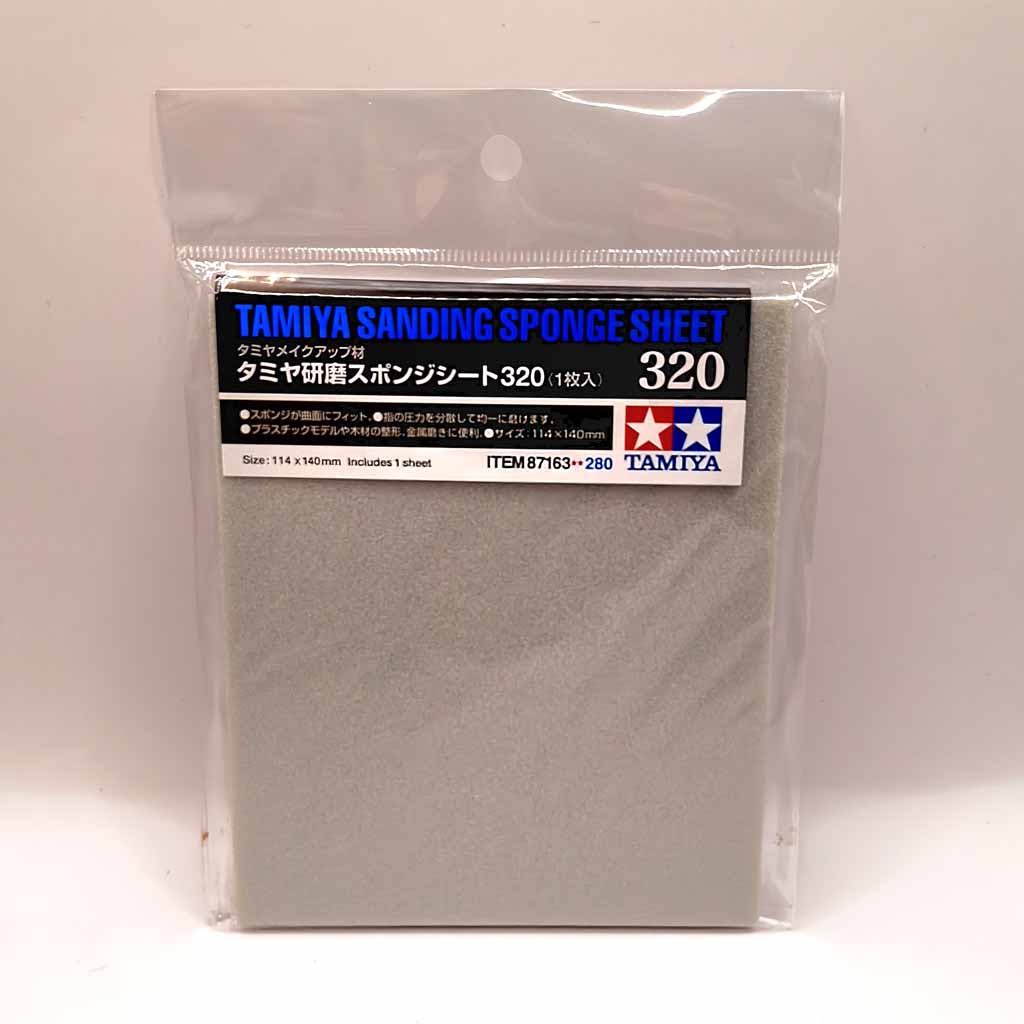 TAMIYA SANDING SPONGE SHEET
タミヤメイクアップ材
タミヤ研磨スポンジシート320(1枚入) 320
●スポンジが曲面にフィット。●指の圧力を分散して均一に磨けます。
●プラスチックモデルや木材の整形、金属磨きに便利。●サイズ:114×140mm
Size: 114 x 140mm Includes 1 sheet ITEM 87163★★280
TAMIYA